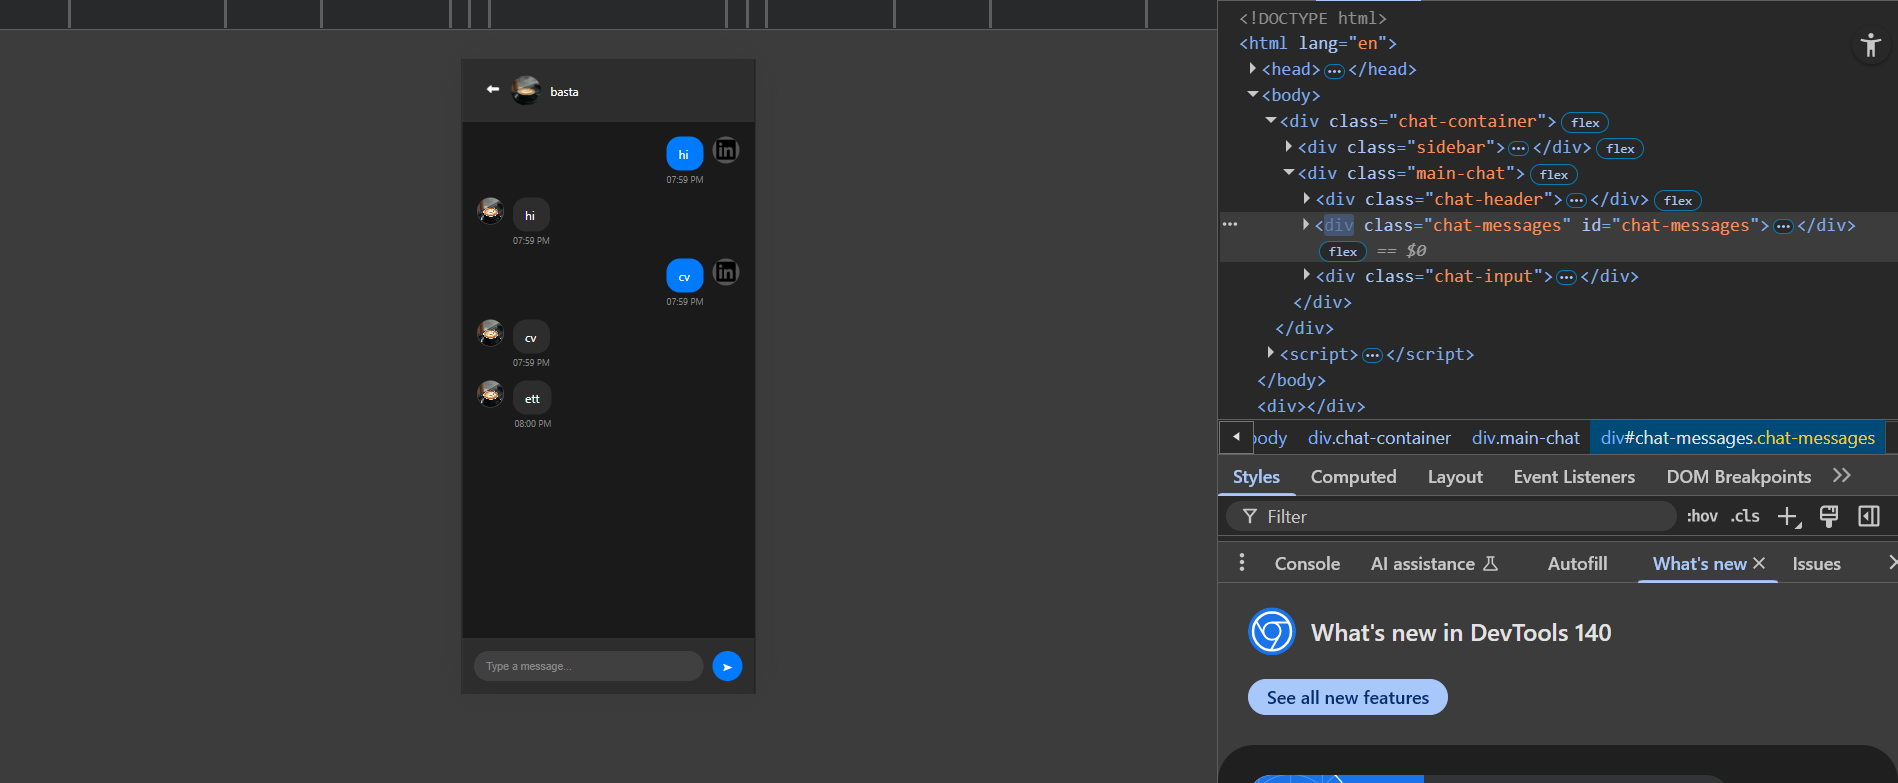 basta
hi
in
07:59 PM
hi
07:59 PM
cv
in
07:59 PM
cv
07:59 PM
ett
08:00 PM
Type a message...
<!DOCTYPE html>
<html lang="en">
<head>…</head>
<body>
<div class="chat-container"> flex
<div class="sidebar">…</div> flex
<div class="main-chat"> flex
<div class="chat-header">…</div> flex
… <div class="chat-messages" id="chat-messages">…</div>
flex == $0
<div class="chat-input">…</div>
</div>
</div>
<script>…</script>
</body>
<div></div>
body div.chat-container div.main-chat div#chat-messages.chat-messages
Styles Computed Layout Event Listeners DOM Breakpoints
Filter :hov .cls
Console AI assistance Autofill What's new Issues
What's new in DevTools 140
See all new features